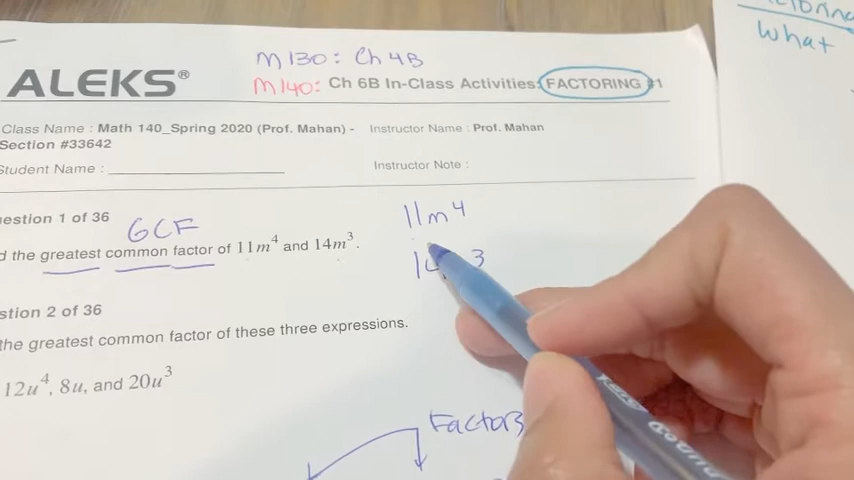 what
M130: Ch 4B
ALEKS®
M140: Ch 6B In-Class Activities: FACTORING #1
Class Name : Math 140_Spring 2020 (Prof. Mahan) - Instructor Name : Prof. Mahan
Section #33642
Student Name : Instructor Note :
estion 1 of 36
GCF
11m⁴
d the greatest common factor of 11m⁴ and 14m³.
14 3
stion 2 of 36
the greatest common factor of these three expressions.
12u⁴, 8u, and 20u³
Factors